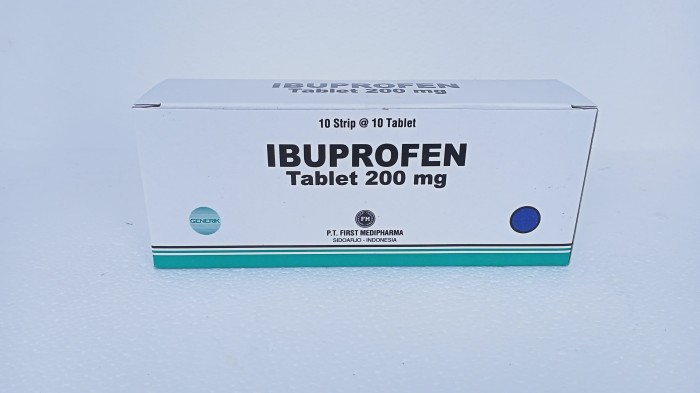 IBUPROFEN
Tablet 200 mg
10 Strip @ 10 Tablet
IBUPROFEN
Tablet 200 mg
GENERIK
FM
P.T. FIRST MEDIPHARMA
SIDOARJO - INDONESIA